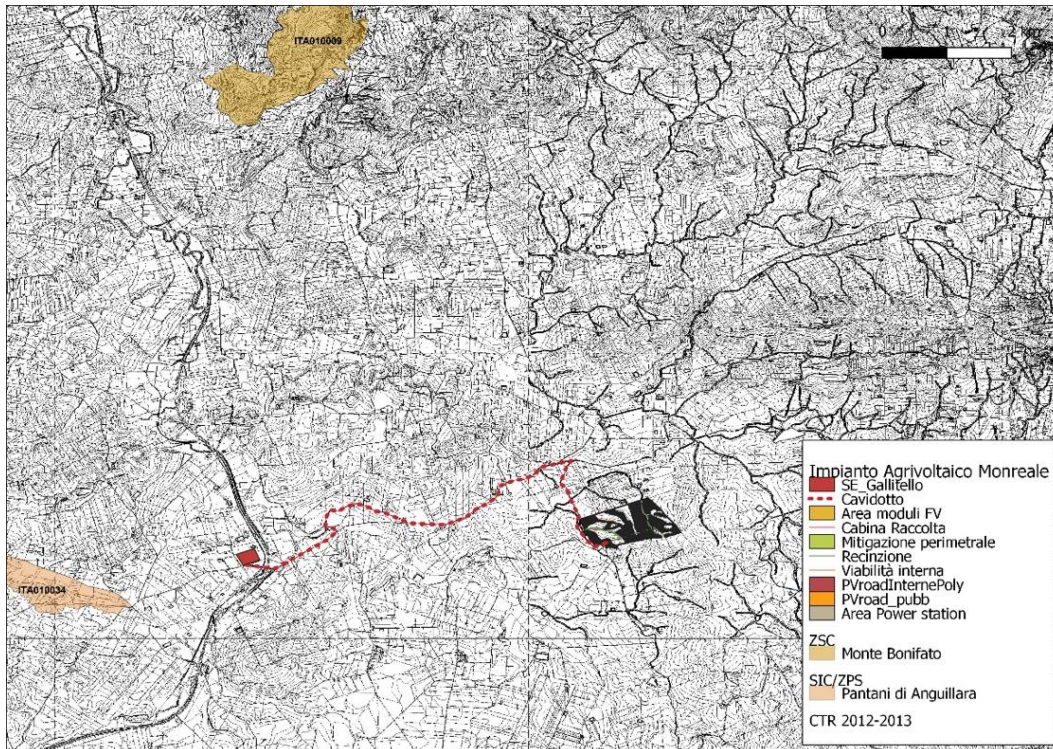 ITA010009
0 1 2 km
ITA010034
Impianto Agrivoltaico Monreale
SE_Gallitello
Cavidotto
Area moduli FV
Cabina Raccolta
Mitigazione perimetrale
Recinzione
Viabilità interna
PVroadInternePoly
PVroad_pubb
Area Power station
ZSC
Monte Bonifato
SIC/ZPS
Pantani di Anguillara
CTR 2012-2013